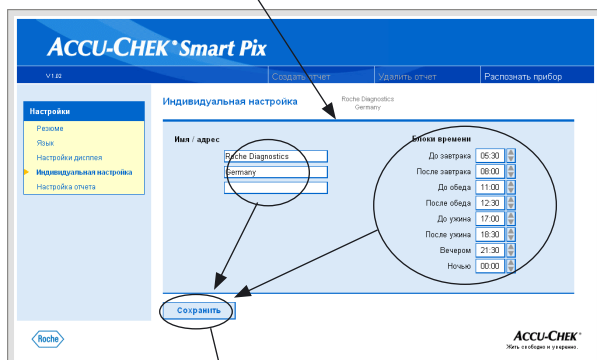 ACCU-CHEK® Smart Pix
V 1.02
Создать отчет
Удалить отчет
Распознать прибор
Настройки
Резюме
Язык
Настройки дисплея
Индивидуальная настройка
Настройка отчета
Индивидуальная настройка
Roche Diagnostics
Germany
Имя / адрес
Roche Diagnostics
Germany
Блоки времени
До завтрака 05:30
После завтрака 08:00
До обеда 11:00
После обеда 12:30
До ужина 17:00
После ужина 18:30
Вечером 21:30
Ночью 00:00
Сохранить
Roche
ACCU-CHEK®
Жить свободно и уверенно.